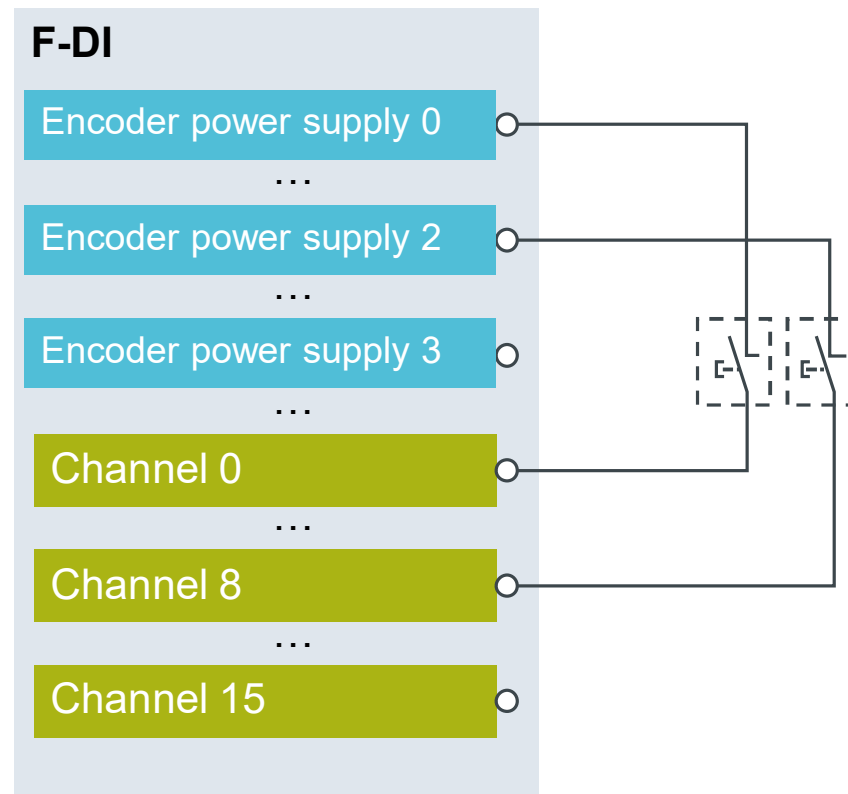 F-DI
Encoder power supply 0
...
Encoder power supply 2
...
Encoder power supply 3
...
Channel 0
...
Channel 8
...
Channel 15